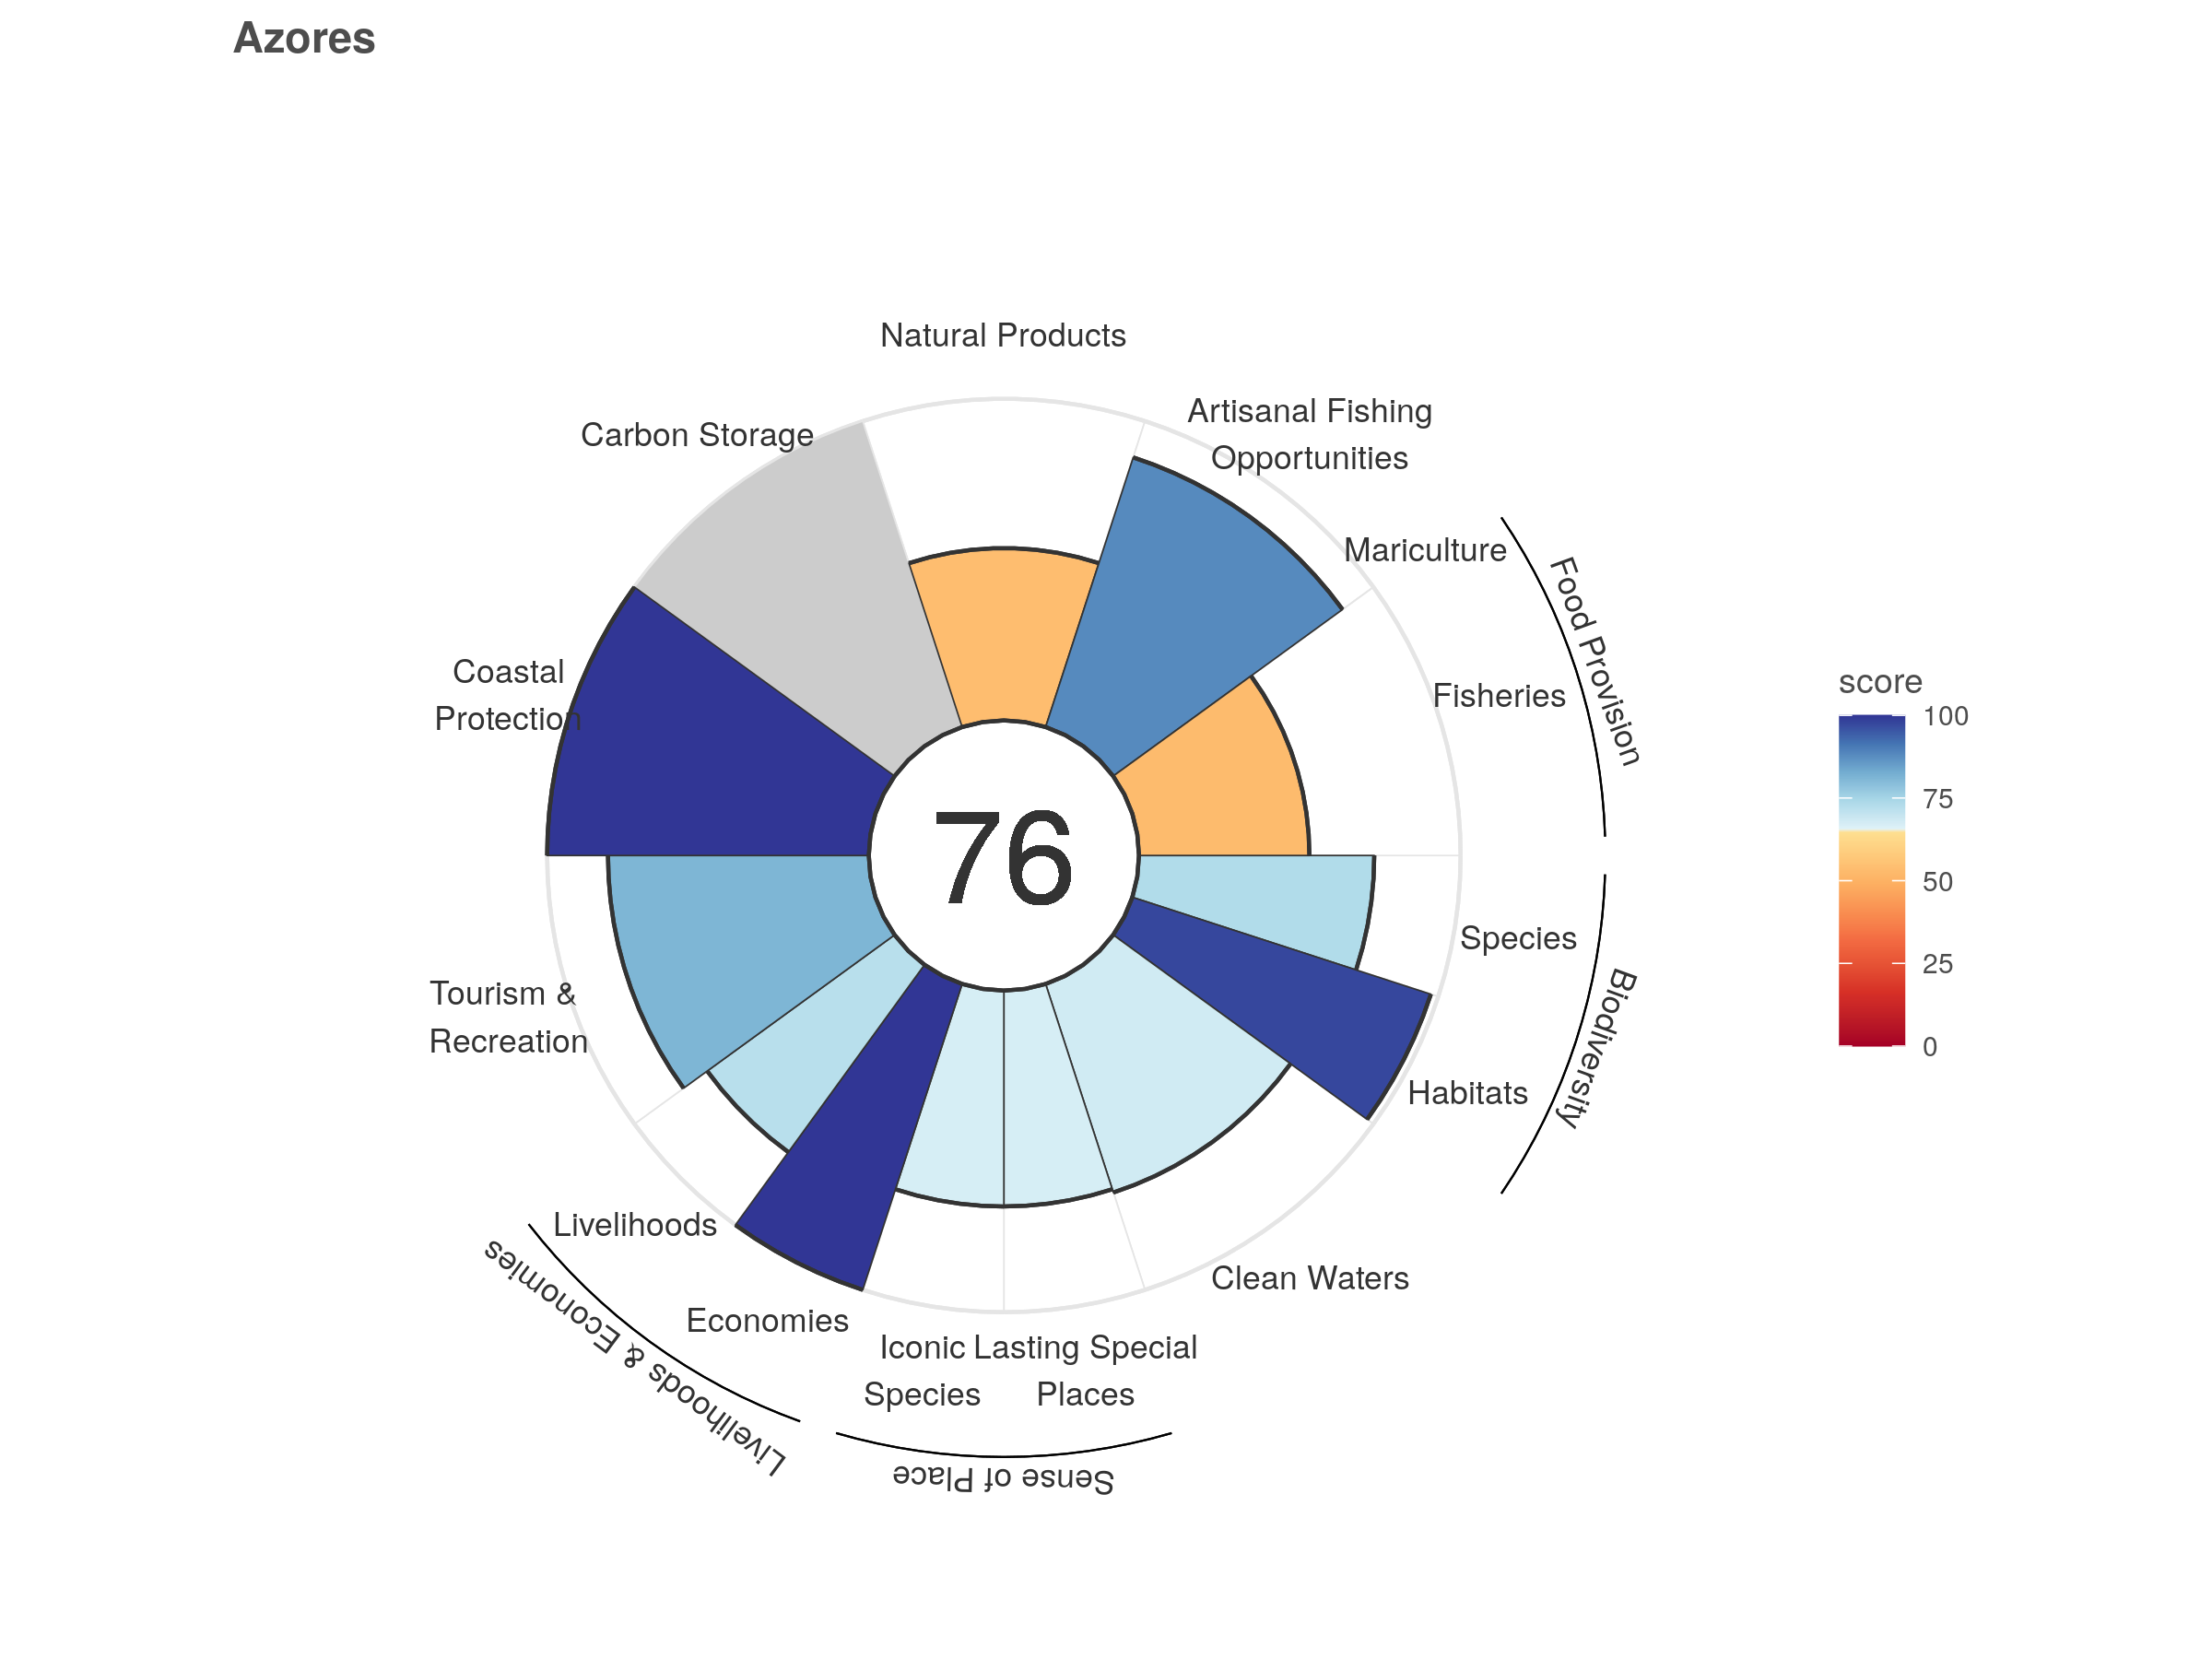 Azores
Natural Products
Artisanal Fishing
Opportunities
Carbon Storage
Mariculture
Food Provision
Fisheries
Coastal
Protection
score
100
75
50
25
0
76
Species
Biodiversity
Tourism &
Recreation
Habitats
Livelihoods
Livelihoods & Economies
Clean Waters
Economies
Iconic
Species
Lasting Special
Places
Sense of Place